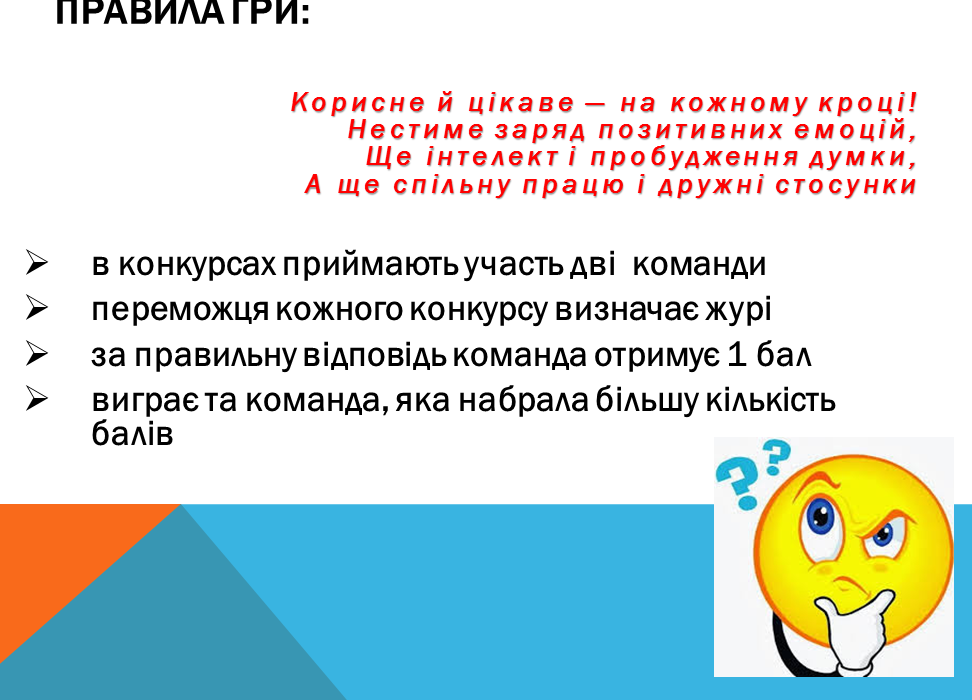 ПРАВИЛА ГРИ:
Корисне й цікаве — на кожному кроці!
Нестиме заряд позитивних емоцій,
Ще інтелект і пробудження думки,
А ще спільну працю і дружні стосунки
в конкурсах приймають участь дві команди
переможця кожного конкурсу визначає журі
за правильну відповідь команда отримує 1 бал
виграє та команда, яка набрала більшу кількість
балів